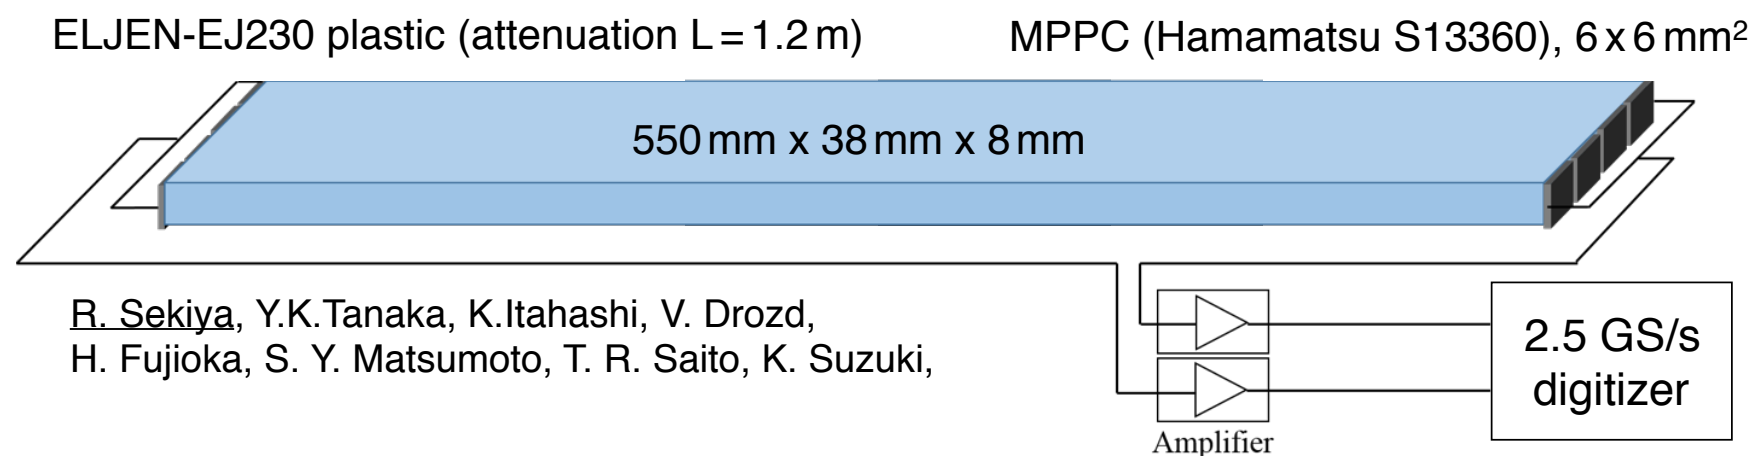 ELJEN-EJ230 plastic (attenuation L = 1.2 m)
MPPC (Hamamatsu S13360), 6 x 6 mm²
550 mm x 38 mm x 8 mm
R. Sekiya, Y.K.Tanaka, K.Itahashi, V. Drozd,
H. Fujioka, S. Y. Matsumoto, T. R. Saito, K. Suzuki,
2.5 GS/s
digitizer
Amplifier